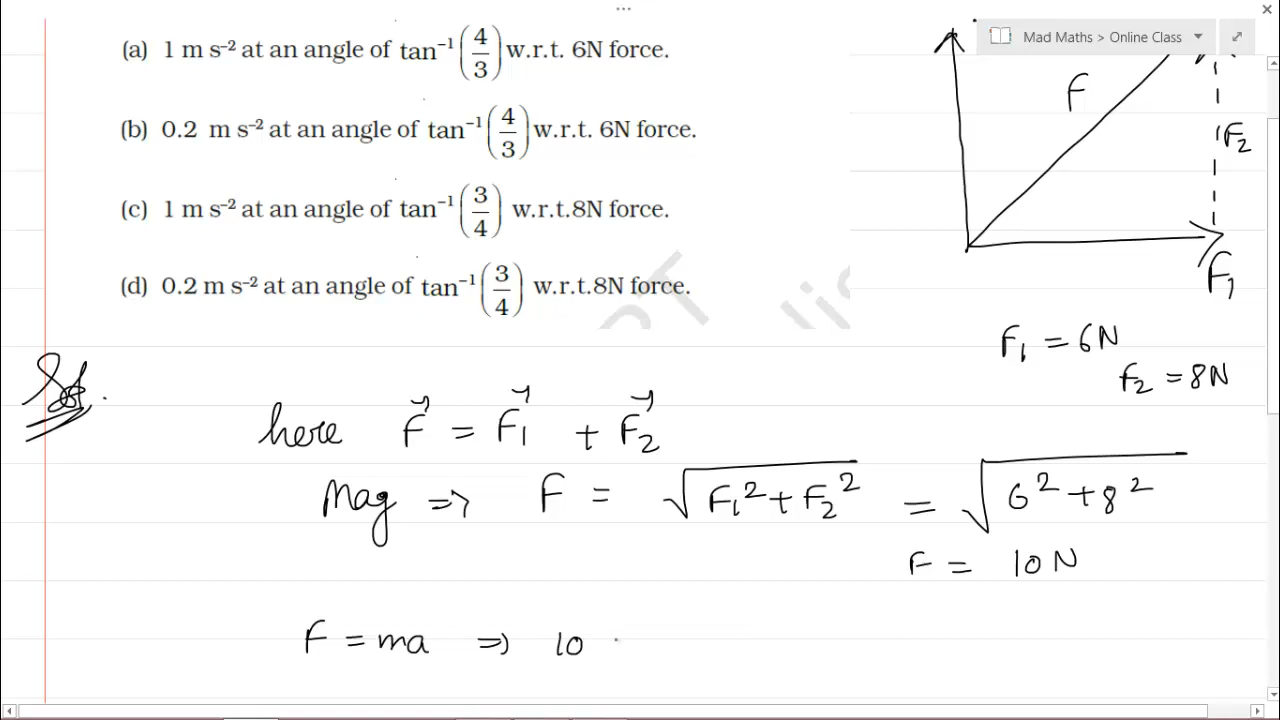 Mad Maths > Online Class
(a) 1 m s⁻² at an angle of tan⁻¹(4/3) w.r.t. 6N force.
(b) 0.2 m s⁻² at an angle of tan⁻¹(4/3) w.r.t. 6N force.
(c) 1 m s⁻² at an angle of tan⁻¹(3/4) w.r.t.8N force.
(d) 0.2 m s⁻² at an angle of tan⁻¹(3/4) w.r.t.8N force.
F
F₂
F₁
F₁ = 6N
f₂ = 8N
here F⃗ = F⃗₁ + F⃗₂
Mag ⇒ F = √(F₁² + F₂²) = √(6² + 8²)
F = 10 N
F = ma ⇒ 10